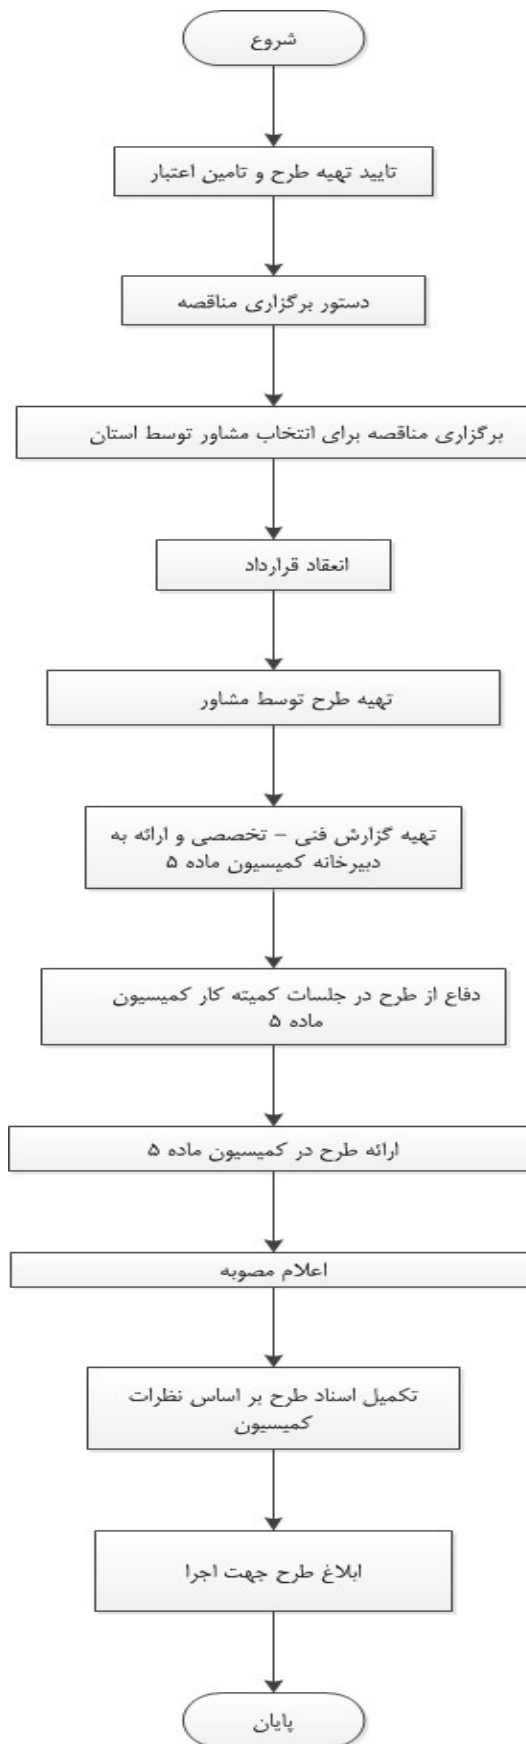 شروع
تایید تهیه طرح و تامین اعتبار
دستور برگزاری مناقصه
برگزاری مناقصه برای انتخاب مشاور توسط استان
انعقاد قرارداد
تهیه طرح توسط مشاور
تهیه گزارش فنی – تخصصی و ارائه به
دبیرخانه کمیسیون ماده ۵
دفاع از طرح در جلسات کمیته کار کمیسیون
ماده ۵
ارائه طرح در کمیسیون ماده ۵
اعلام مصوبه
تکمیل اسناد طرح بر اساس نظرات
کمیسیون
ابلاغ طرح جهت اجرا
پایان